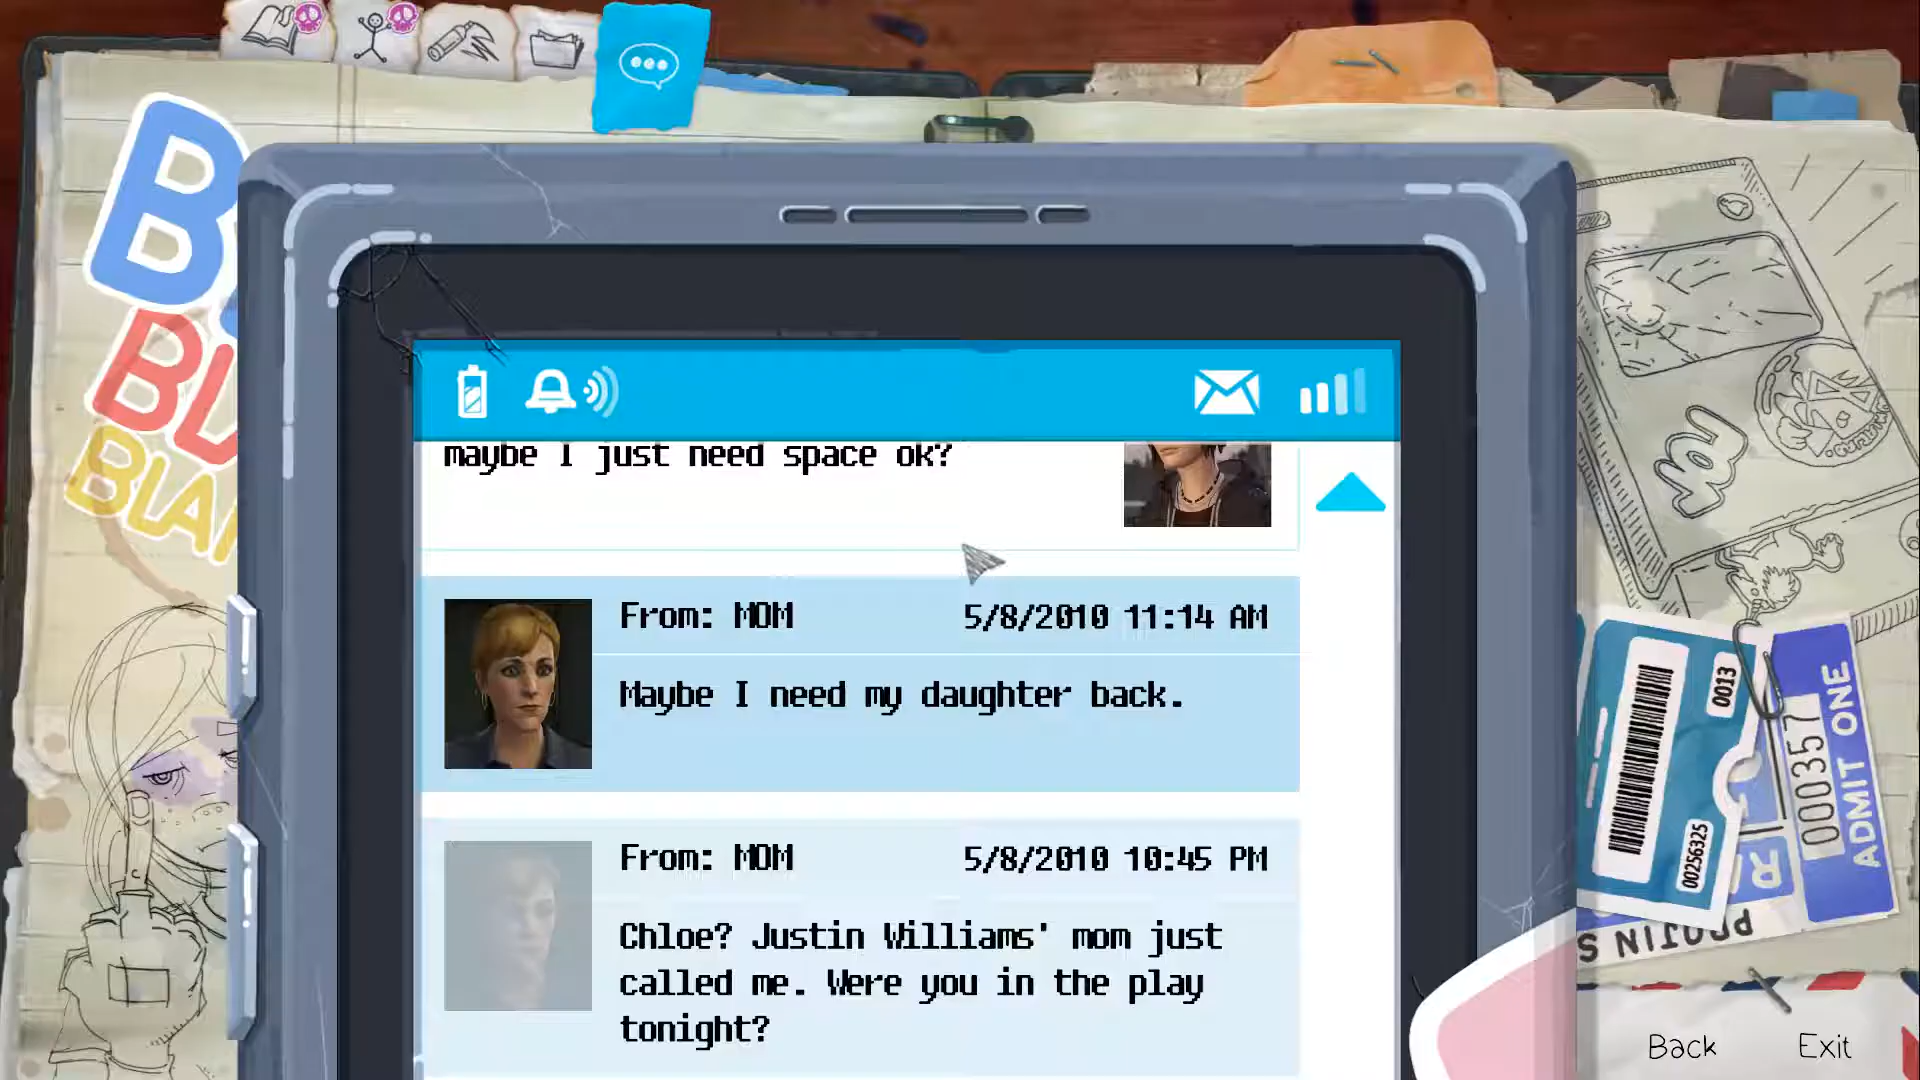 maybe I just need space ok?
From: MOM 5/8/2010 11:14 AM
Maybe I need my daughter back.
From: MOM 5/8/2010 10:45 PM
Chloe? Justin Williams' mom just
called me. Were you in the play
tonight?
0013
00256325
000357
ADMIT ONE
Back
Exit